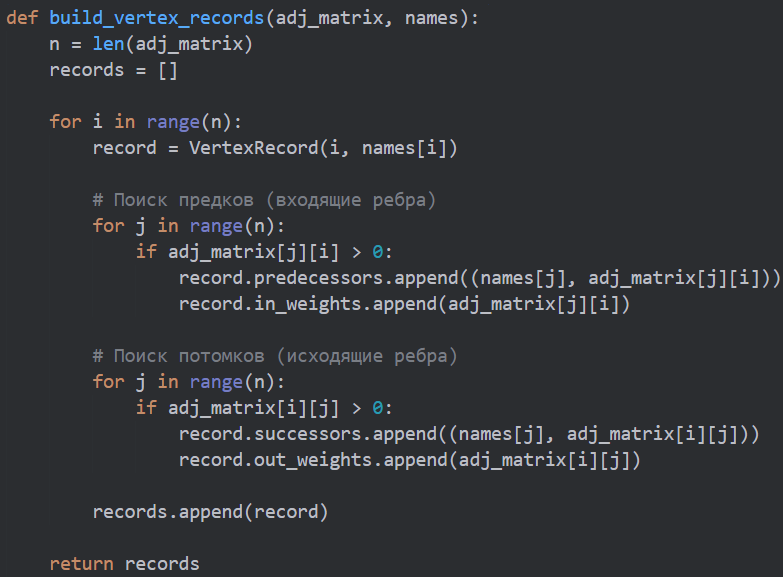 def build_vertex_records(adj_matrix, names):
    n = len(adj_matrix)
    records = []

    for i in range(n):
        record = VertexRecord(i, names[i])

        # Поиск предков (входящие ребра)
        for j in range(n):
            if adj_matrix[j][i] > 0:
                record.predecessors.append((names[j], adj_matrix[j][i]))
                record.in_weights.append(adj_matrix[j][i])

        # Поиск потомков (исходящие ребра)
        for j in range(n):
            if adj_matrix[i][j] > 0:
                record.successors.append((names[j], adj_matrix[i][j]))
                record.out_weights.append(adj_matrix[i][j])

        records.append(record)

    return records